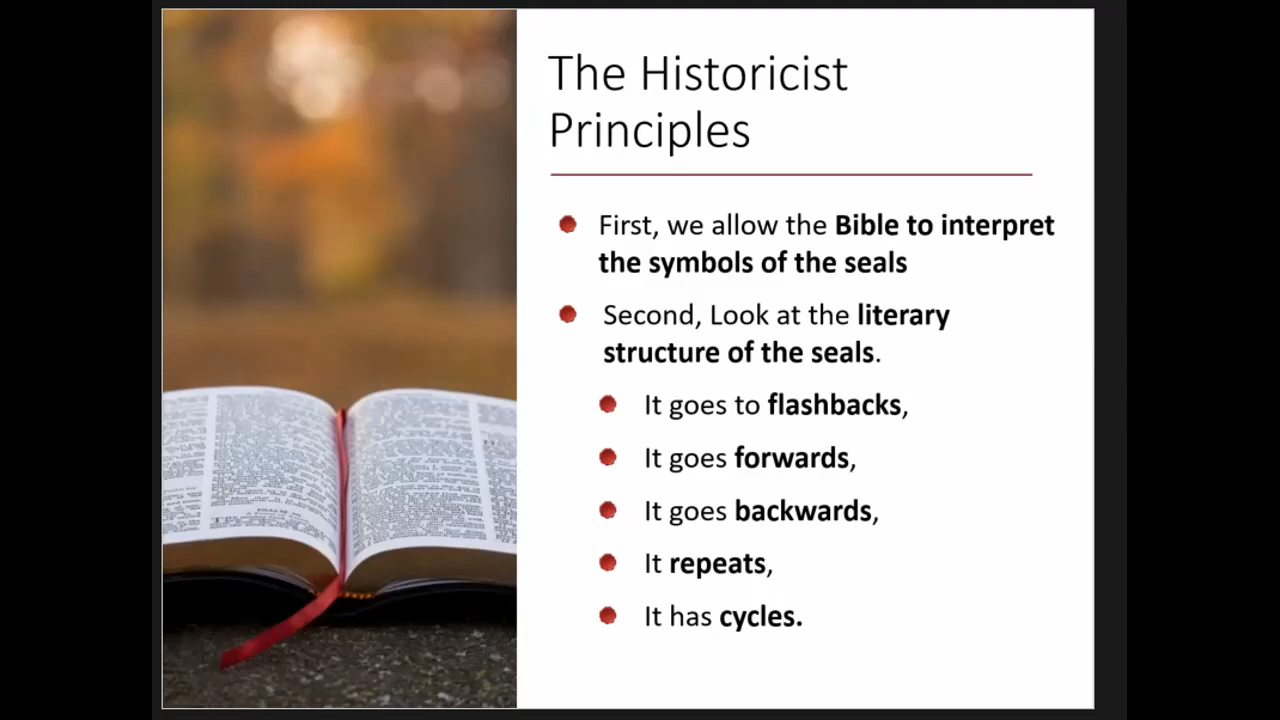 The Historicist
Principles
First, we allow the Bible to interpret
the symbols of the seals
Second, Look at the literary
structure of the seals.
It goes to flashbacks,
It goes forwards,
It goes backwards,
It repeats,
It has cycles.